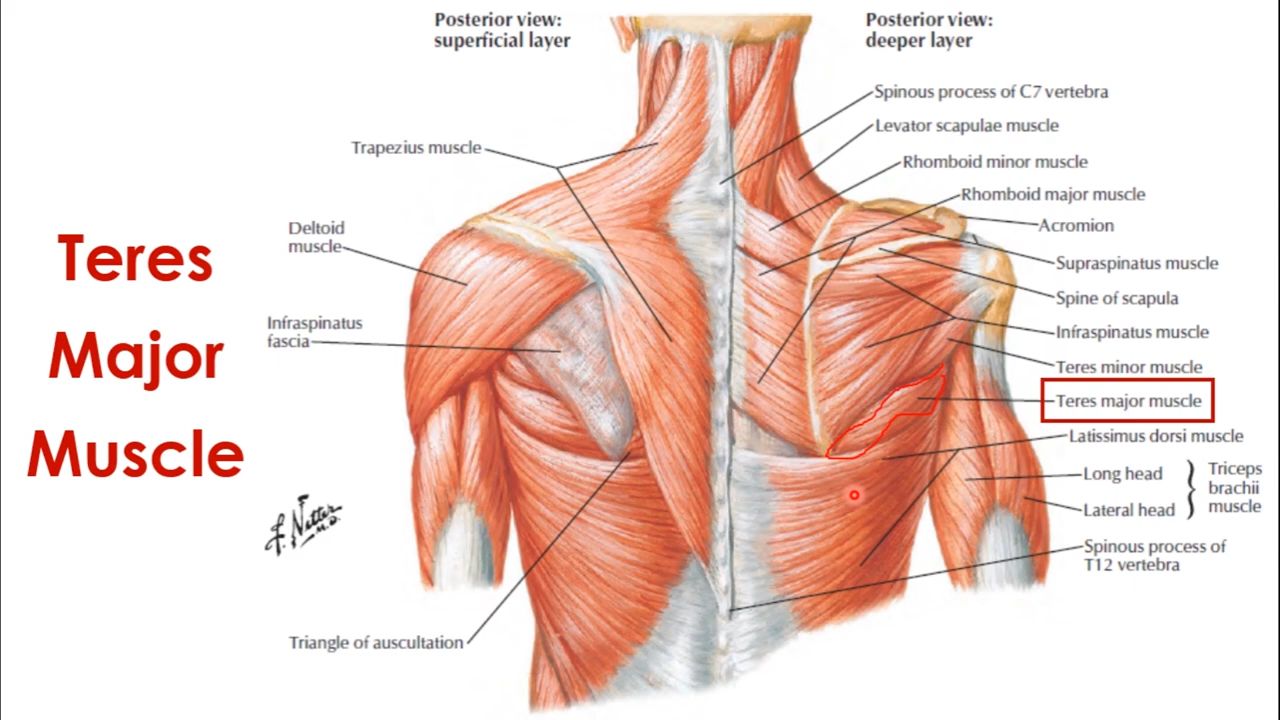 Teres
Major
Muscle
Posterior view:
superficial layer
Trapezius muscle
Deltoid
muscle
Infraspinatus
fascia
Triangle of auscultation
F. Netter
M.D.
Posterior view:
deeper layer
Spinous process of C7 vertebra
Levator scapulae muscle
Rhomboid minor muscle
Rhomboid major muscle
Acromion
Supraspinatus muscle
Spine of scapula
Infraspinatus muscle
Teres minor muscle
Teres major muscle
Latissimus dorsi muscle
Long head
Lateral head
Triceps
brachii
muscle
Spinous process of
T12 vertebra